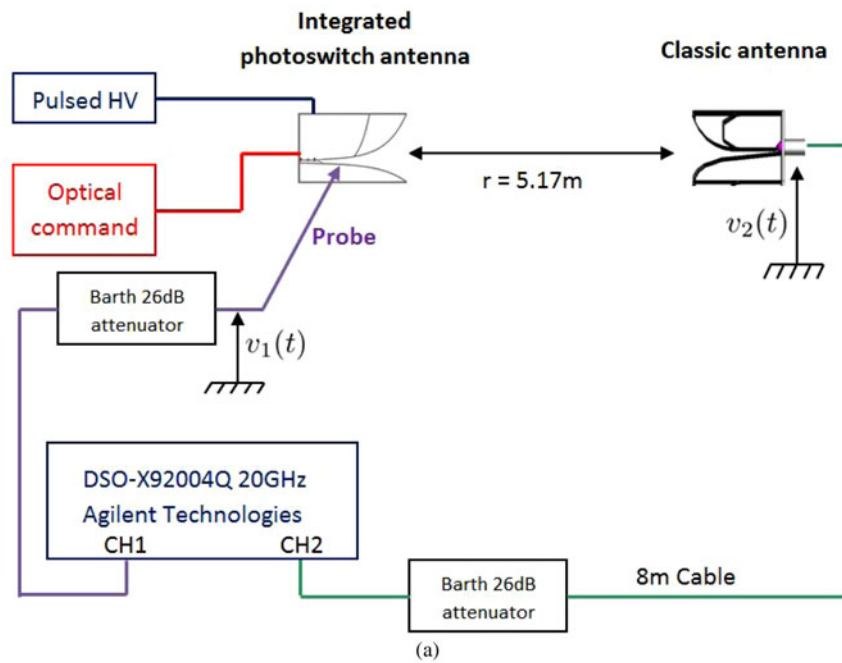 Integrated
photoswitch antenna
Classic antenna
Pulsed HV
Optical
command
r = 5.17m
Probe
v₂(t)
Barth 26dB
attenuator
v₁(t)
DSO-X92004Q 20GHz
Agilent Technologies
CH1
CH2
Barth 26dB
attenuator
8m Cable
(a)